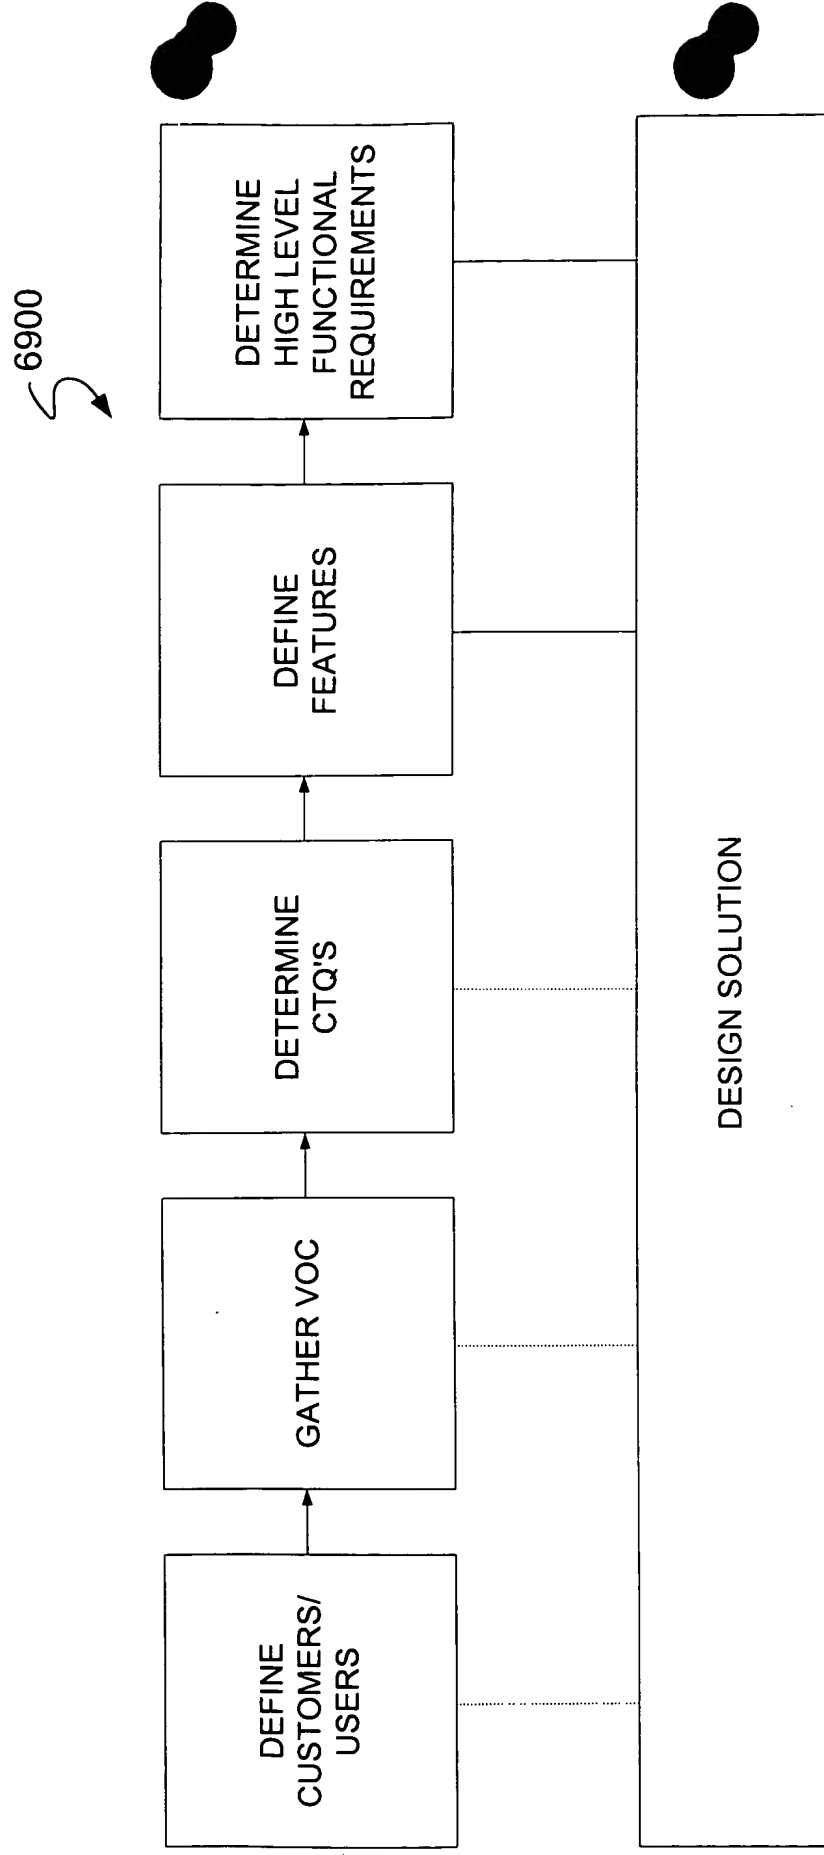 6900
DEFINE
CUSTOMERS/
USERS
GATHER VOC
DETERMINE
CTQ'S
DEFINE
FEATURES
DETERMINE
HIGH LEVEL
FUNCTIONAL
REQUIREMENTS
DESIGN SOLUTION